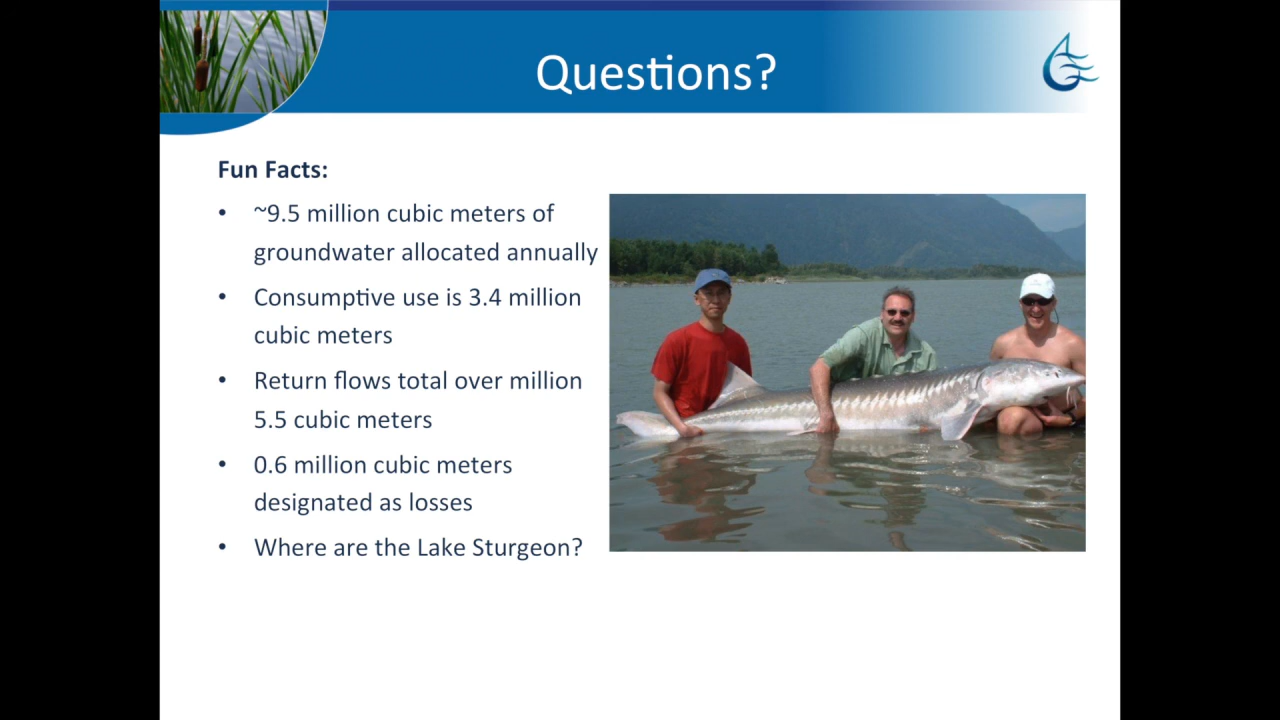 Questions?
Fun Facts:
• ~9.5 million cubic meters of
groundwater allocated annually
• Consumptive use is 3.4 million
cubic meters
• Return flows total over million
5.5 cubic meters
• 0.6 million cubic meters
designated as losses
• Where are the Lake Sturgeon?